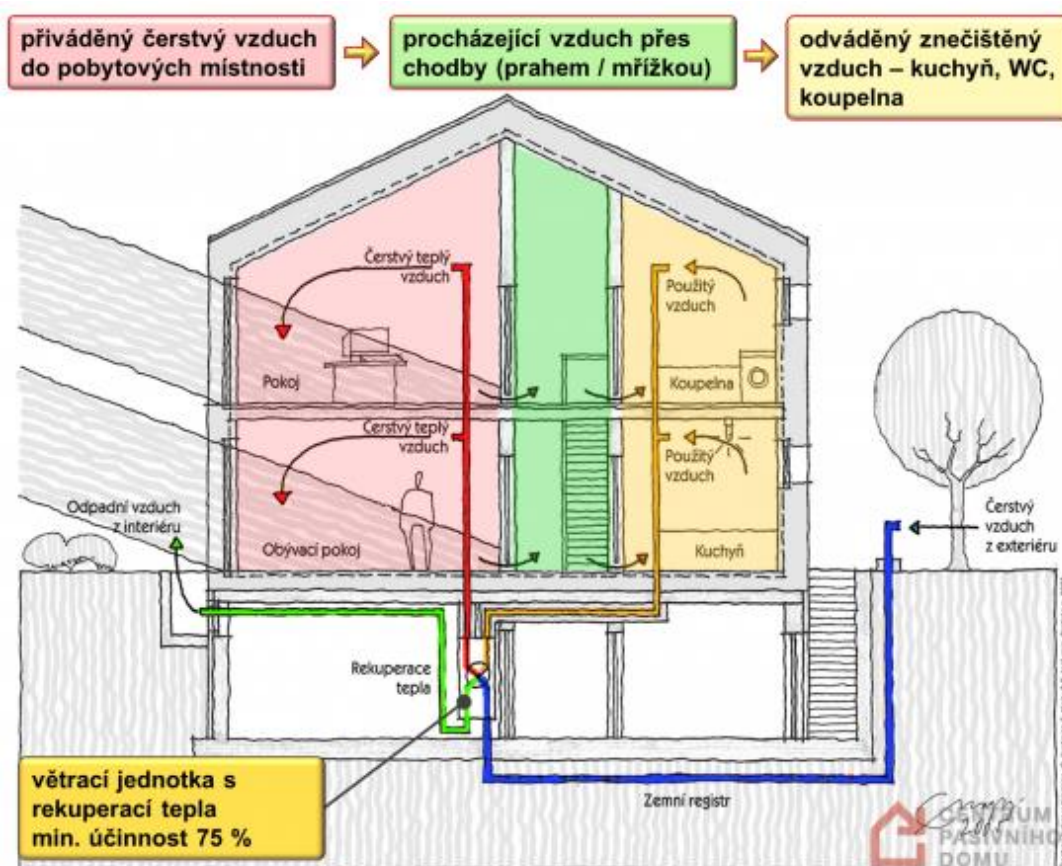 přiváděný čerstvý vzduch
do pobytových místnosti
procházející vzduch přes
chodby (prahem / mřížkou)
odváděný znečištěný
vzduch – kuchyň, WC,
koupelna
Čerstvý teplý
vzduch
Použitý
vzduch
Pokoj
Koupelna
Čerstvý teplý
vzduch
Použitý
vzduch
Odpadní vzduch
z interiéru
Čerstvý
vzduch
z exteriéru
Obývací pokoj
Kuchyň
Rekuperace
tepla
větrací jednotka s
rekuperací tepla
min. účinnost 75 %
Zemní registr
CENTRUM
PASIVNÍHO
DOMU